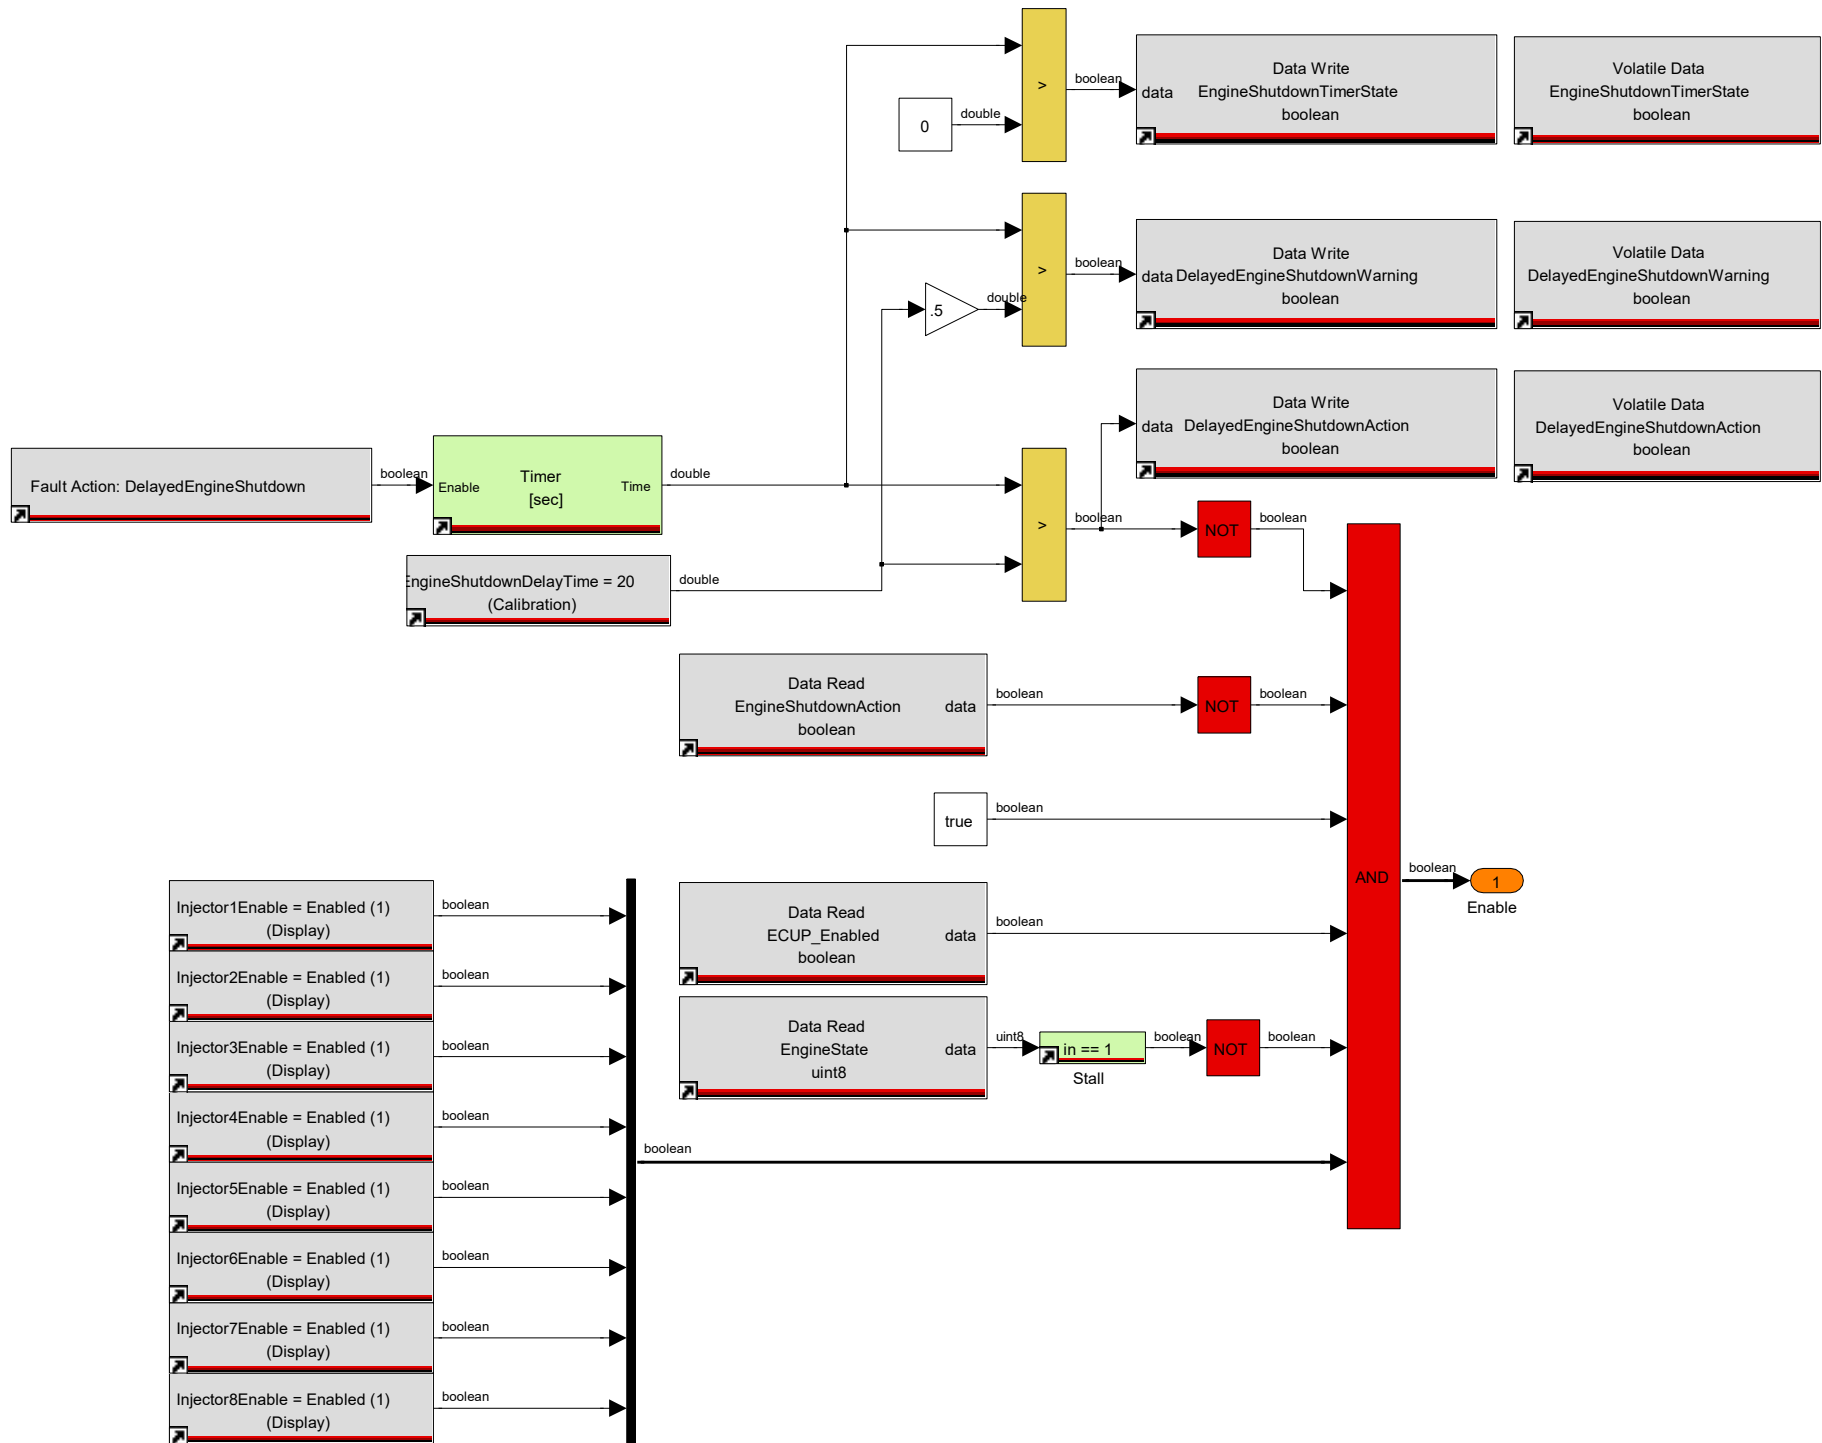 >
boolean
data
Data Write
EngineShutdownTimerState
boolean
Volatile Data
EngineShutdownTimerState
boolean
0
double
>
boolean
data
Data Write
DelayedEngineShutdownWarning
boolean
Volatile Data
DelayedEngineShutdownWarning
boolean
.5
double
Data Write
data
DelayedEngineShutdownAction
boolean
Volatile Data
DelayedEngineShutdownAction
boolean
Fault Action: DelayedEngineShutdown
boolean
Enable
Timer
[sec]
Time
double
>
boolean
NOT
boolean
EngineShutdownDelayTime = 20
(Calibration)
double
Data Read
EngineShutdownAction
boolean
data
boolean
NOT
boolean
true
boolean
AND
boolean
1
Enable
Data Read
ECUP_Enabled
boolean
data
boolean
Data Read
EngineState
uint8
data
uint8
in == 1
Stall
boolean
NOT
boolean
Injector1Enable = Enabled (1)
(Display)
boolean
Injector2Enable = Enabled (1)
(Display)
boolean
Injector3Enable = Enabled (1)
(Display)
boolean
Injector4Enable = Enabled (1)
(Display)
boolean
boolean
Injector5Enable = Enabled (1)
(Display)
boolean
Injector6Enable = Enabled (1)
(Display)
boolean
Injector7Enable = Enabled (1)
(Display)
boolean
Injector8Enable = Enabled (1)
(Display)
boolean